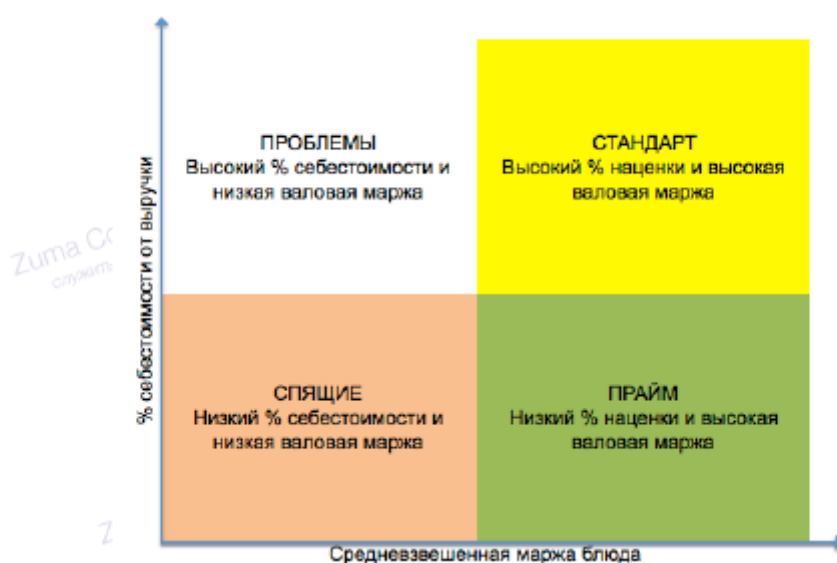 ПРОБЛЕМЫ
Высокий % себестоимости и
низкая валовая маржа
СТАНДАРТ
Высокий % наценки и высокая
валовая маржа
% себестоимости от выручки
Zuma
служить
СПЯЩИЕ
Низкий % себестоимости и
низкая валовая маржа
ПРАЙМ
Низкий % наценки и высокая
валовая маржа
Средневзвешенная маржа блюда